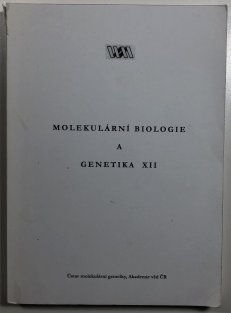 MOLEKULÁRNÍ BIOLOGIE
A
GENETIKA XII
Ústav molekulární genetiky, Akademie věd ČR